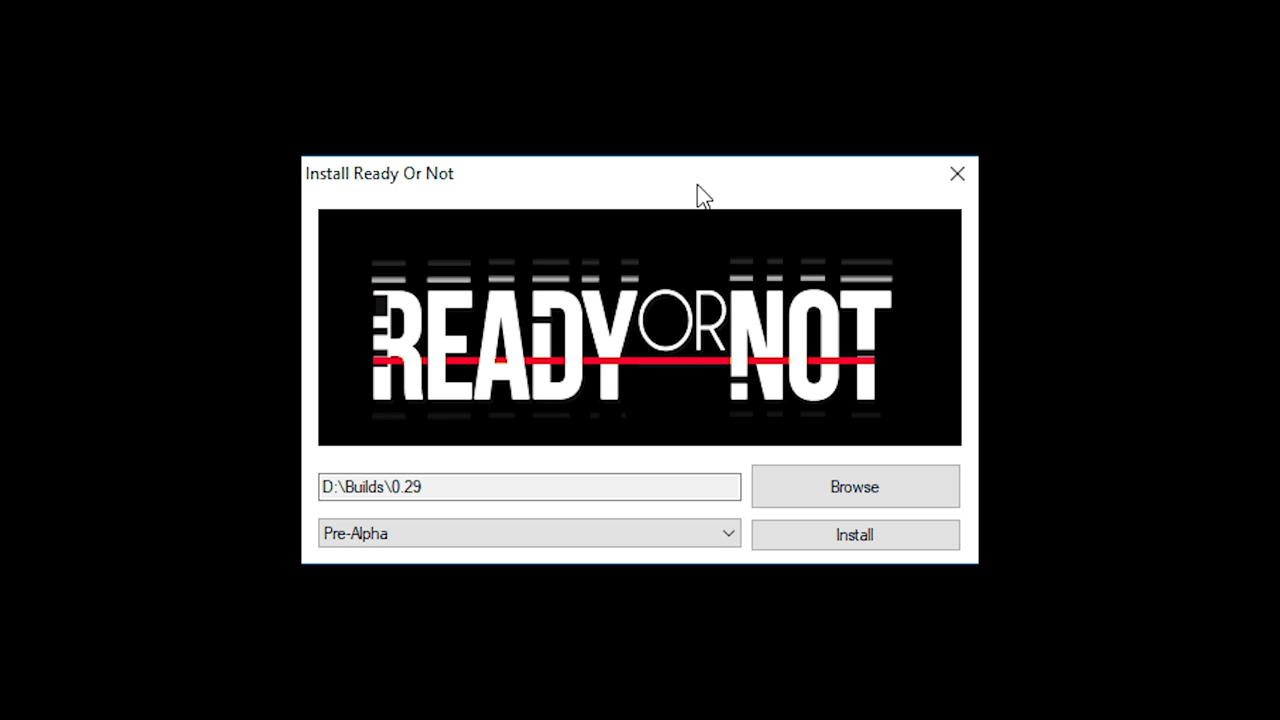 Install Ready Or Not
READY OR NOT
D:\Builds\0.29
Browse
Pre-Alpha
Install